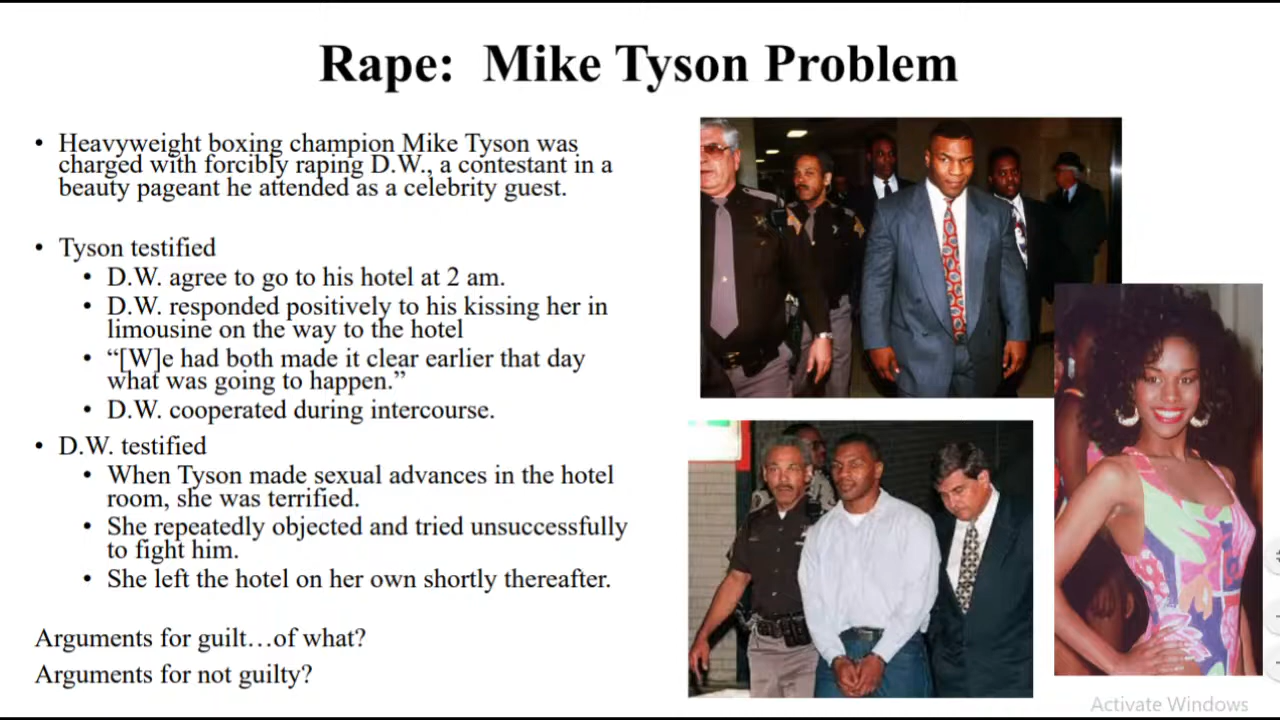 Rape: Mike Tyson Problem
• Heavyweight boxing champion Mike Tyson was
charged with forcibly raping D.W., a contestant in a
beauty pageant he attended as a celebrity guest.
• Tyson testified
• D.W. agree to go to his hotel at 2 am.
• D.W. responded positively to his kissing her in
limousine on the way to the hotel
• “[W]e had both made it clear earlier that day
what was going to happen.”
• D.W. cooperated during intercourse.
• D.W. testified
• When Tyson made sexual advances in the hotel
room, she was terrified.
• She repeatedly objected and tried unsuccessfully
to fight him.
• She left the hotel on her own shortly thereafter.
Arguments for guilt…of what?
Arguments for not guilty?
Activate Windows